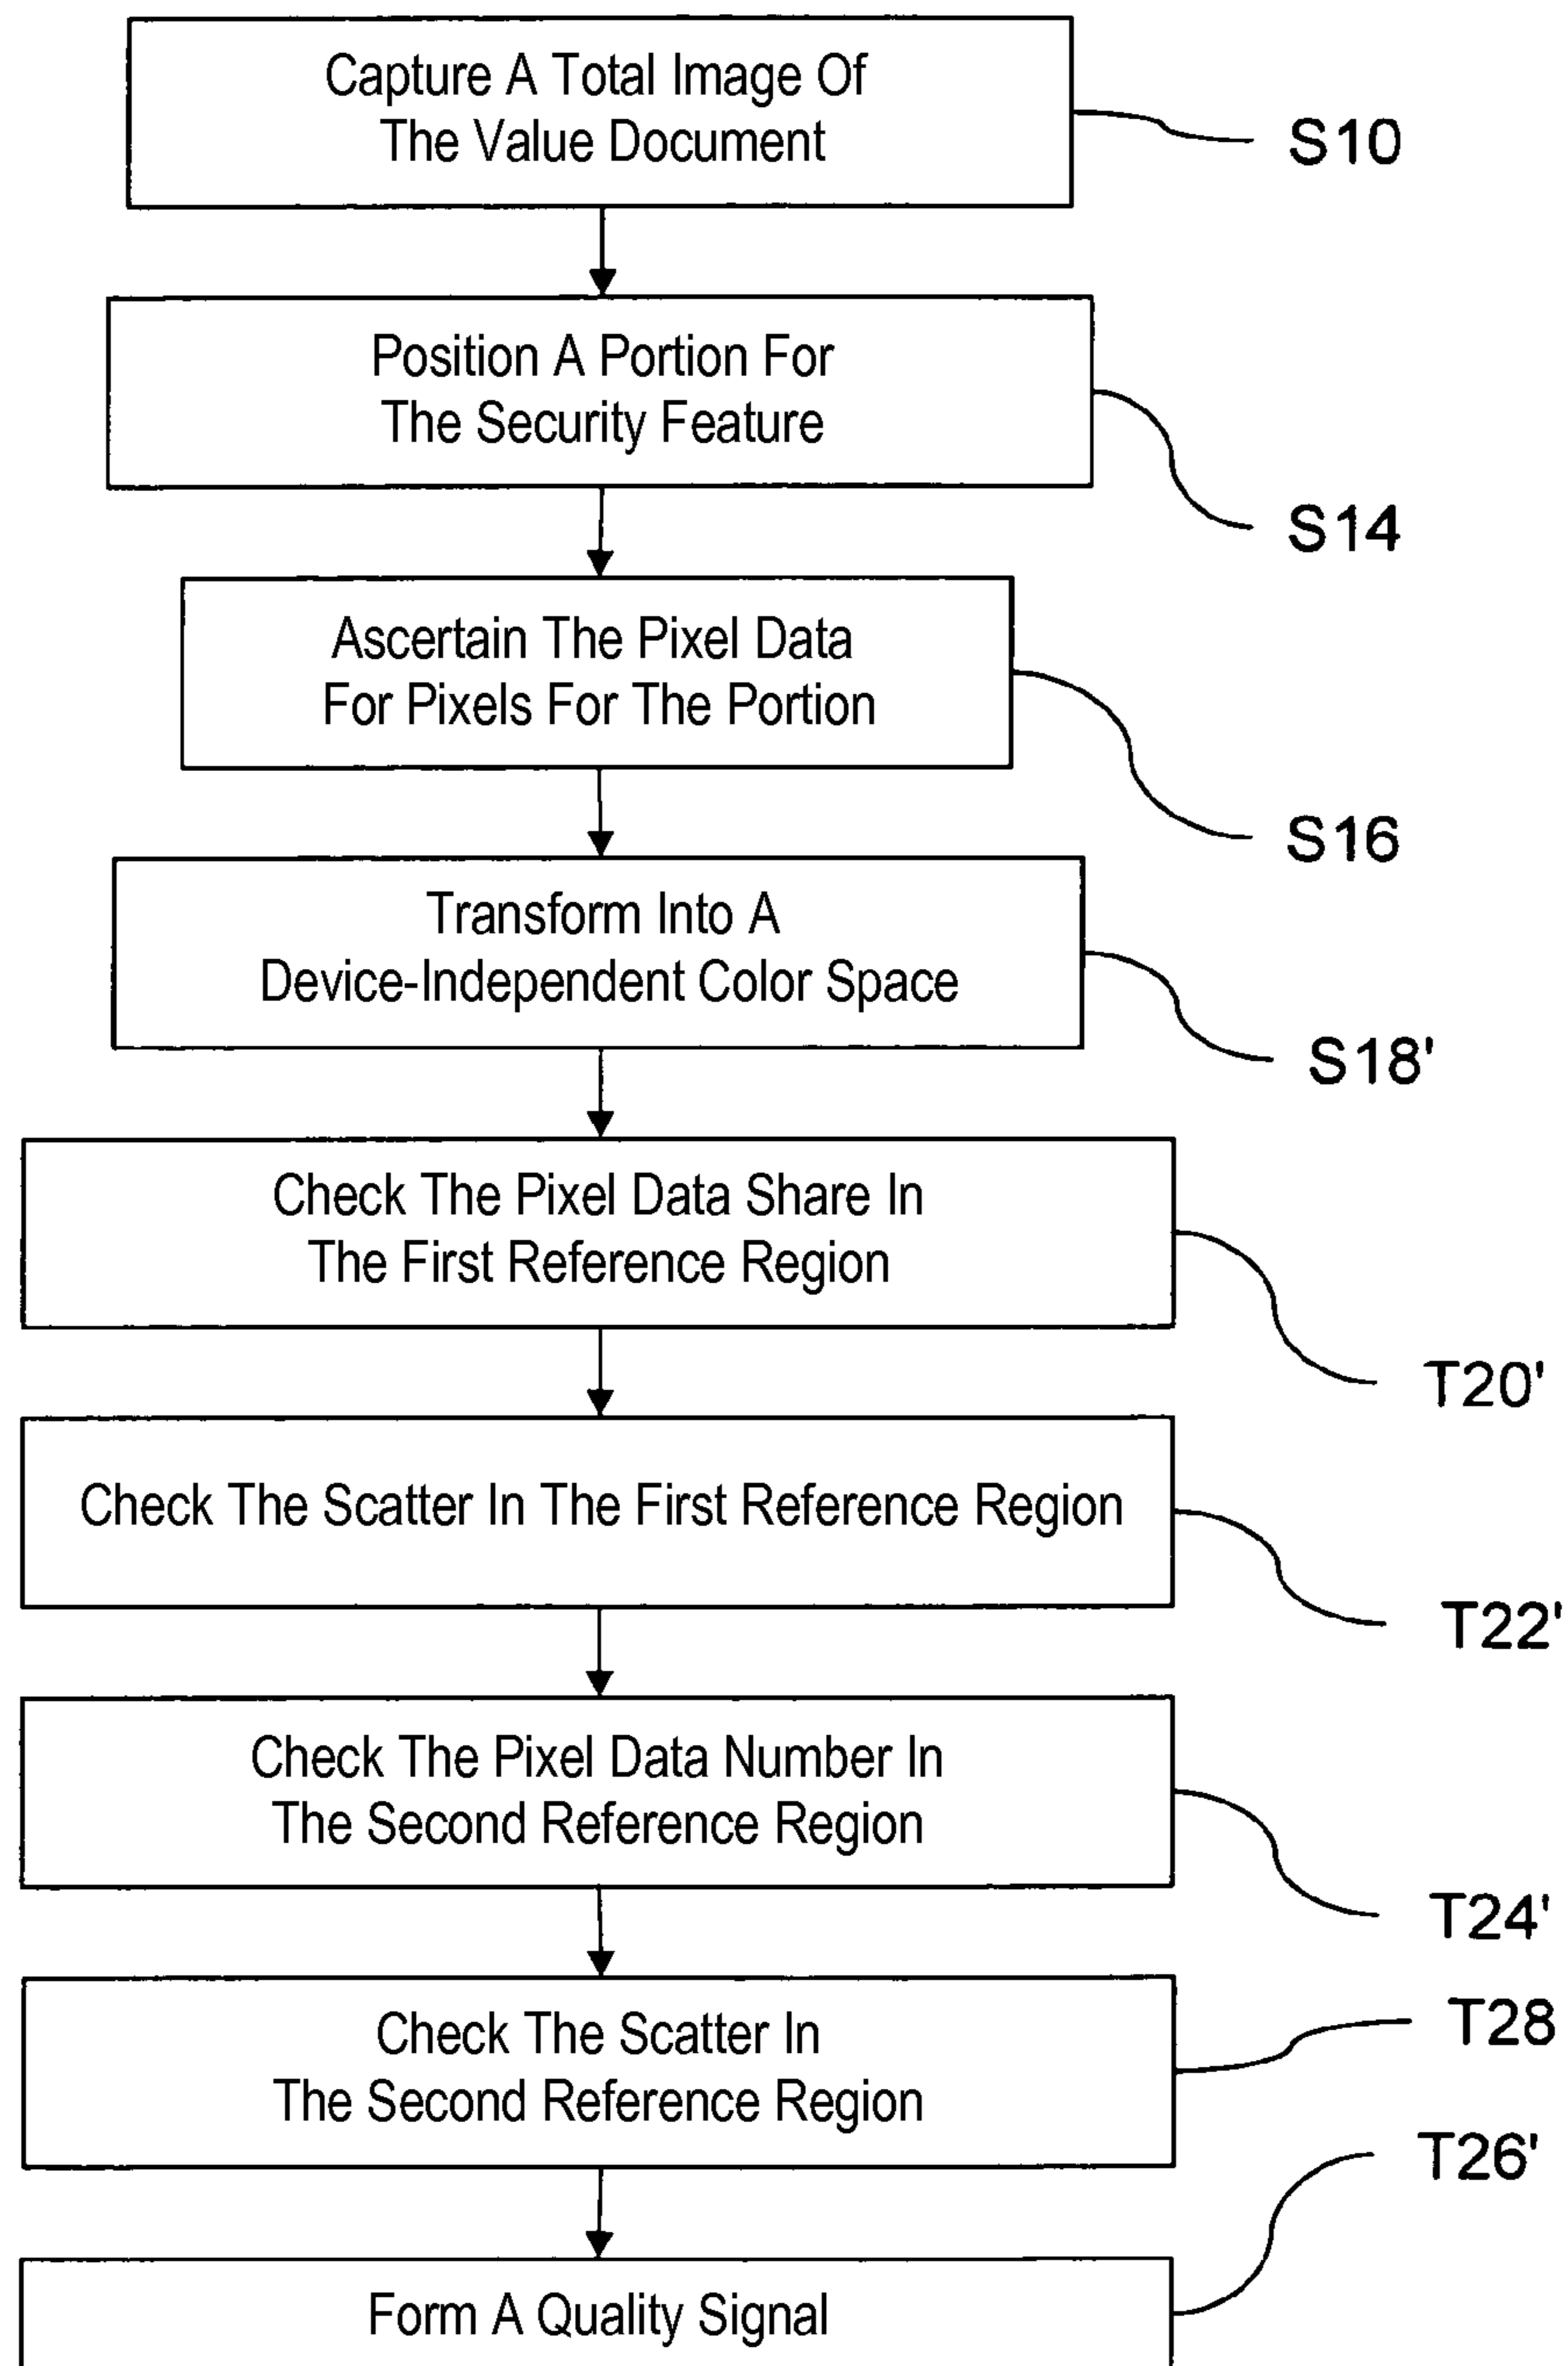 Capture A Total Image Of
The Value Document
S10
Position A Portion For
The Security Feature
S14
Ascertain The Pixel Data
For Pixels For The Portion
S16
Transform Into A
Device-Independent Color Space
S18'
Check The Pixel Data Share In
The First Reference Region
T20'
Check The Scatter In The First Reference Region
T22'
Check The Pixel Data Number In
The Second Reference Region
T24'
Check The Scatter In
The Second Reference Region
T28
Form A Quality Signal
T26'